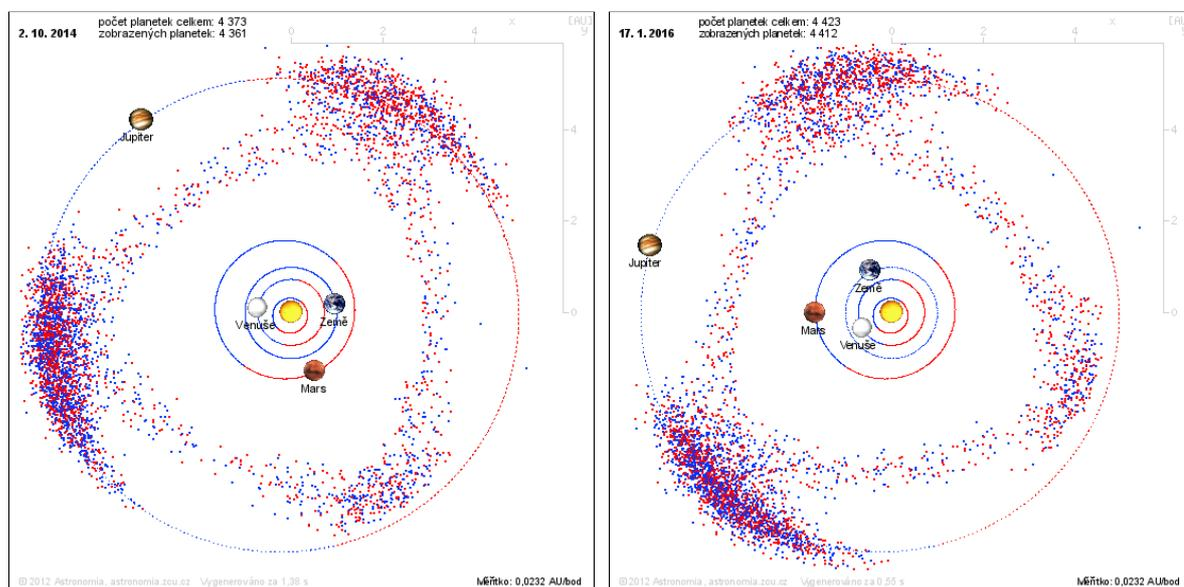 počet planetek celkem: 4 373
2. 10. 2014 zobrazených planetek: 4 361
x [AU]
0 2 4 9
4
2
0
Jupiter
Venuše
Země
Mars
© 2012 Astronomia, astronomia.zcu.cz Vygenerováno za 1,38 s Měřítko: 0,0232 AU/bod
počet planetek celkem: 4 423
17. 1. 2016 zobrazených planetek: 4 412
x [AU]
0 2 4 9
4
2
0
Jupiter
Země
Mars
Venuše
© 2012 Astronomia, astronomia.zcu.cz Vygenerováno za 0,55 s Měřítko: 0,0232 AU/bod